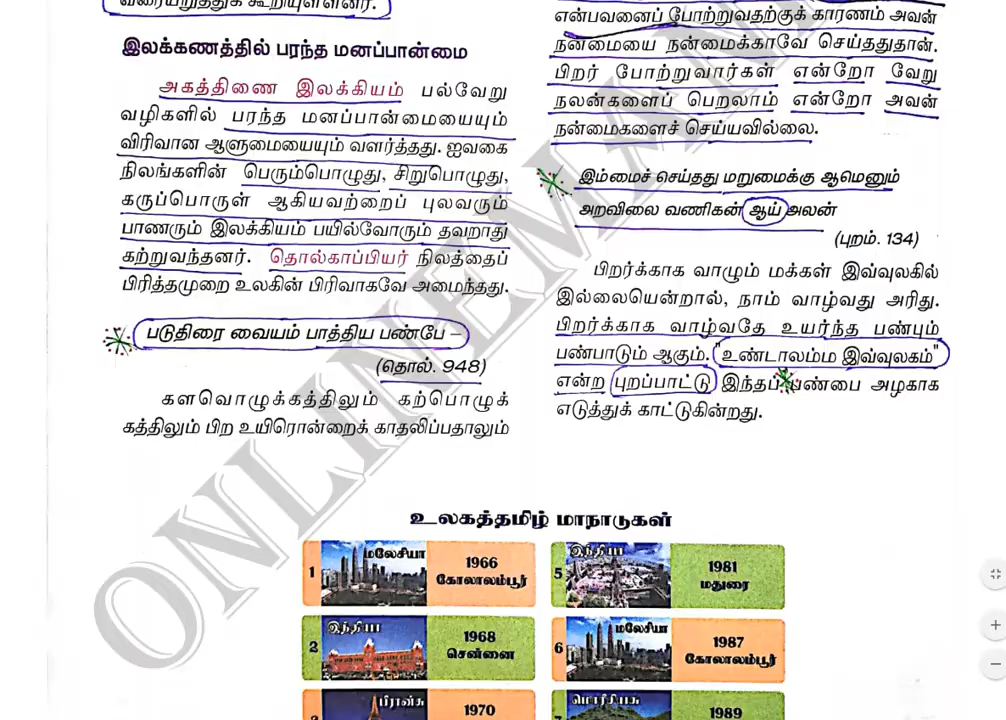 வரையறுத்துக் கூறியுள்ளனர்.
இலக்கணத்தில் பரந்த மனப்பான்மை
அகத்திணை இலக்கியம் பல்வேறு
வழிகளில் பரந்த மனப்பான்மையையும்
விரிவான ஆளுமையையும் வளர்த்தது. ஐவகை
நிலங்களின் பெரும்பொழுது, சிறுபொழுது,
கருப்பொருள் ஆகியவற்றைப் புலவரும்
பாணரும் இலக்கியம் பயில்வோரும் தவறாது
கற்றுவந்தனர். தொல்காப்பியர் நிலத்தைப்
பிரித்தமுறை உலகின் பிரிவாகவே அமைந்தது.
படுதிரை வையம் பாத்திய பண்பே –
(தொல். 948)
களவொழுக்கத்திலும் கற்பொழுக்
கத்திலும் பிற உயிரொன்றைக் காதலிப்பதாலும்
என்பவனைப் போற்றுவதற்குக் காரணம் அவன்
நன்மையை நன்மைக்காவே செய்ததுதான்.
பிறர் போற்றுவார்கள் என்றோ வேறு
நலன்களைப் பெறலாம் என்றோ அவன்
நன்மைகளைச் செய்யவில்லை.
இம்மைச் செய்தது மறுமைக்கு ஆமெனும்
அறவிலை வணிகன் ஆய் அலன்
(புறம். 134)
பிறர்க்காக வாழும் மக்கள் இவ்வுலகில்
இல்லையென்றால், நாம் வாழ்வது அரிது.
பிறர்க்காக வாழ்வதே உயர்ந்த பண்பும்
பண்பாடும் ஆகும். "உண்டாலம்ம இவ்வுலகம்"
என்ற புறப்பாட்டு இந்தப் பண்பை அழகாக
எடுத்துக் காட்டுகின்றது.
உலகத்தமிழ் மாநாடுகள்
1 மலேசியா 1966
கோலாலம்பூர்
2 இந்தியா 1968
சென்னை
பிரான்சு 1970
5 இந்தியா 1981
மதுரை
6 மலேசியா 1987
கோலாலம்பூர்
7 மொரிசியசு 1989